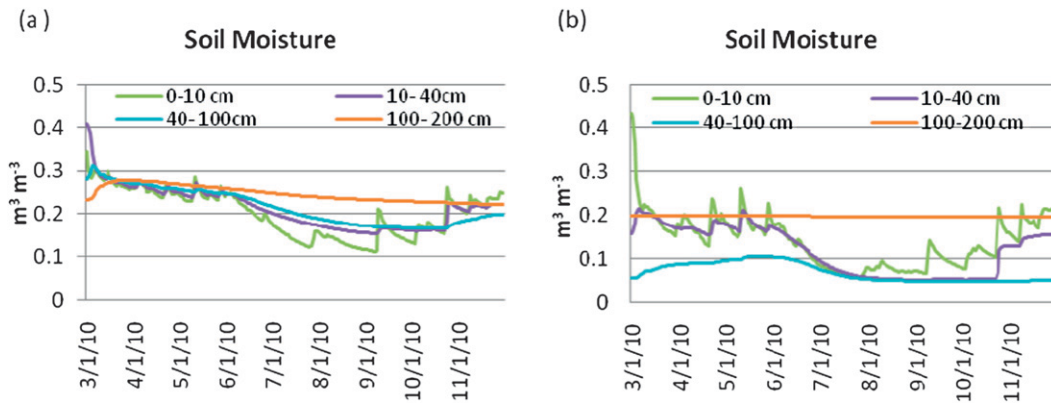 (a )
Soil Moisture
m³ m-³
0.5
0.4
0.3
0.2
0.1
0
0-10 cm
10-40cm
40-100cm
100-200 cm
3/1/10
4/1/10
5/1/10
6/1/10
7/1/10
8/1/10
9/1/10
10/1/10
11/1/10
(b)
Soil Moisture
m³ m-³
0.5
0.4
0.3
0.2
0.1
0
0-10 cm
10-40 cm
40-100 cm
100-200 cm
3/1/10
4/1/10
5/1/10
6/1/10
7/1/10
8/1/10
9/1/10
10/1/10
11/1/10